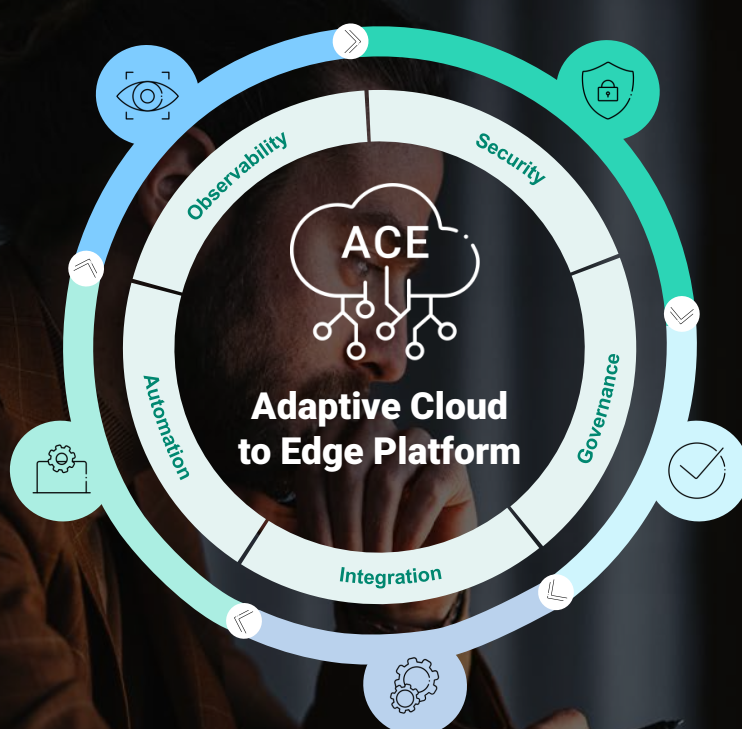 Observability
Security
ACE
Adaptive Cloud
to Edge Platform
Automation
Governance
Integration